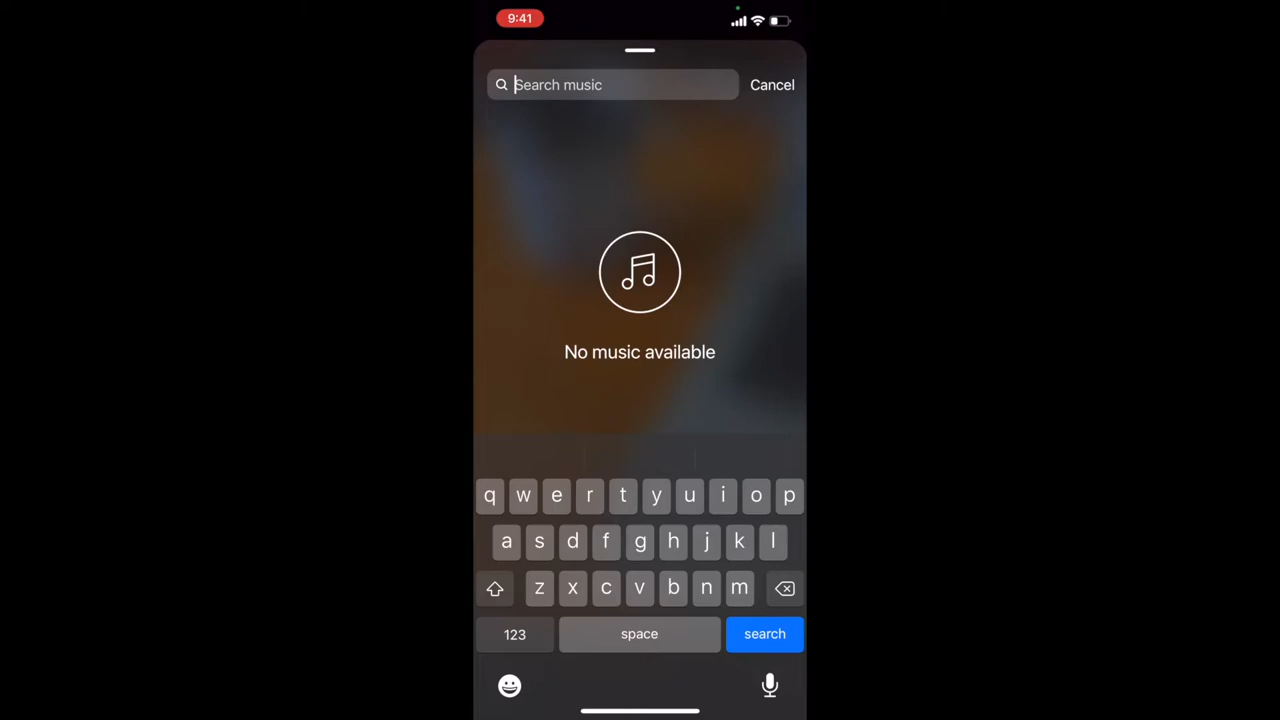 9:41
Search music
Cancel
No music available
q w e r t y u i o p
a s d f g h j k l
z x c v b n m
123 space search